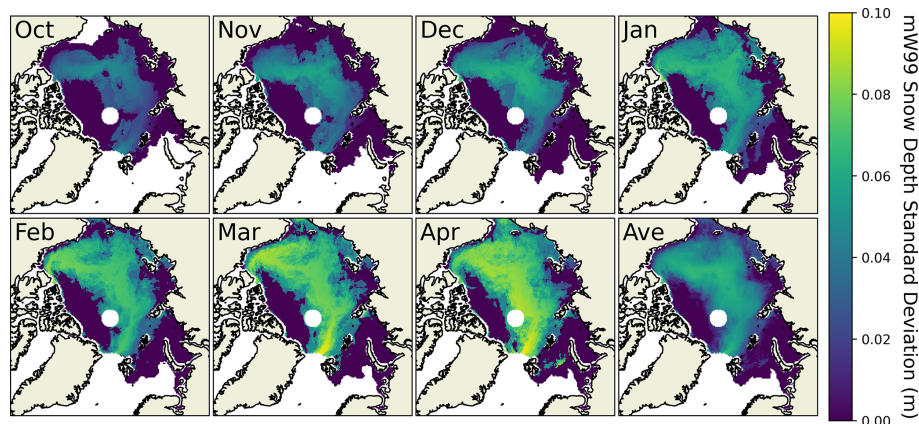 Oct
Nov
Dec
Jan
Feb
Mar
Apr
Ave
0.10
0.08
0.06
0.04
0.02
0.00
mW99 Snow Depth Standard Deviation (m)